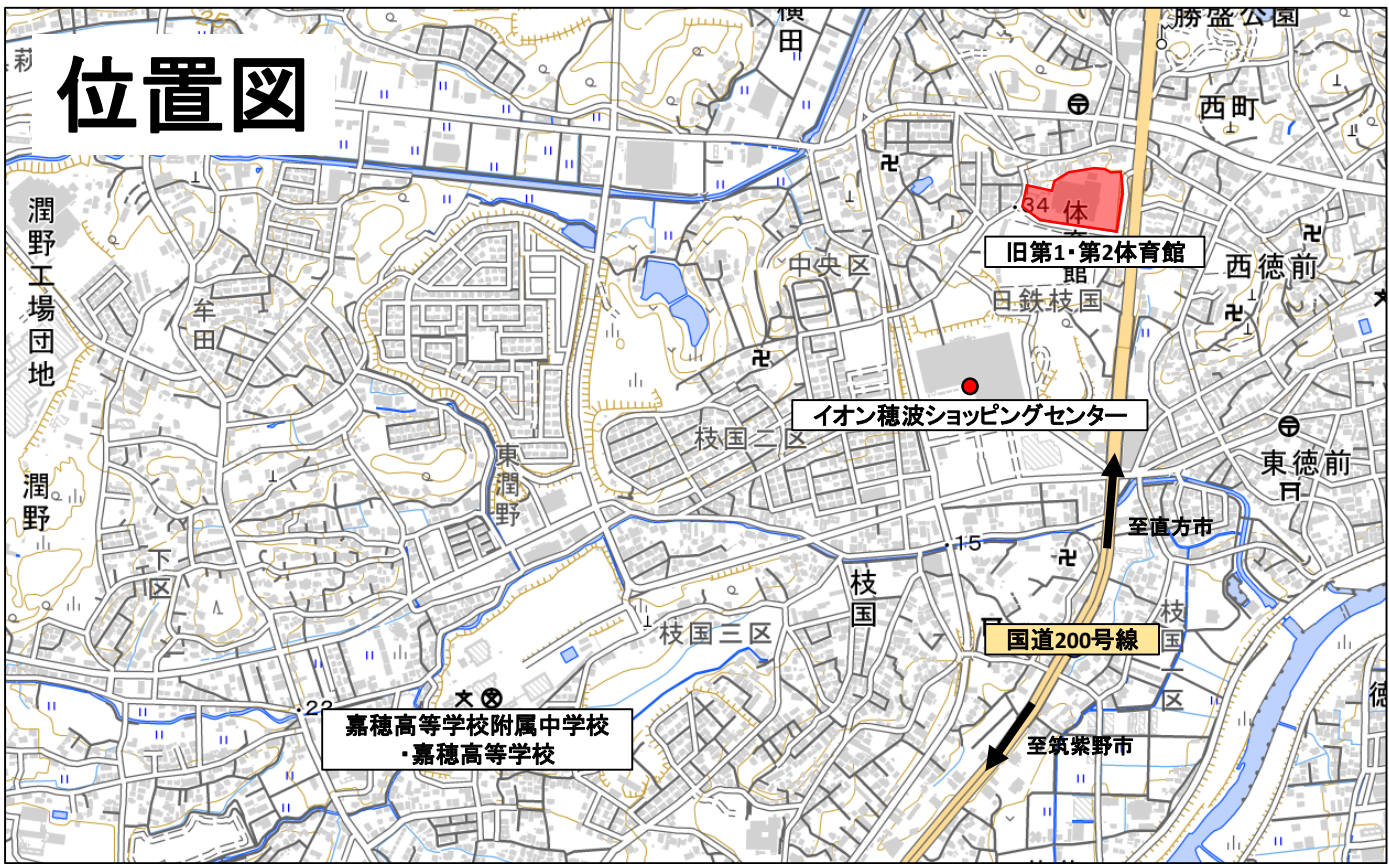 位置図
25
萩
横
田
勝盛公園
西町
潤野工場団地
牟田
中央区
34
体育館
旧第1・第2体育館
日鉄枝国
西徳前
イオン穂波ショッピングセンター
枝国二区
東潤野
東徳前
潤野
下区
15
至直方市
枝国
枝国三区
国道200号線
枝国一区
22
嘉穂高等学校附属中学校
・嘉穂高等学校
至筑紫野市
徳